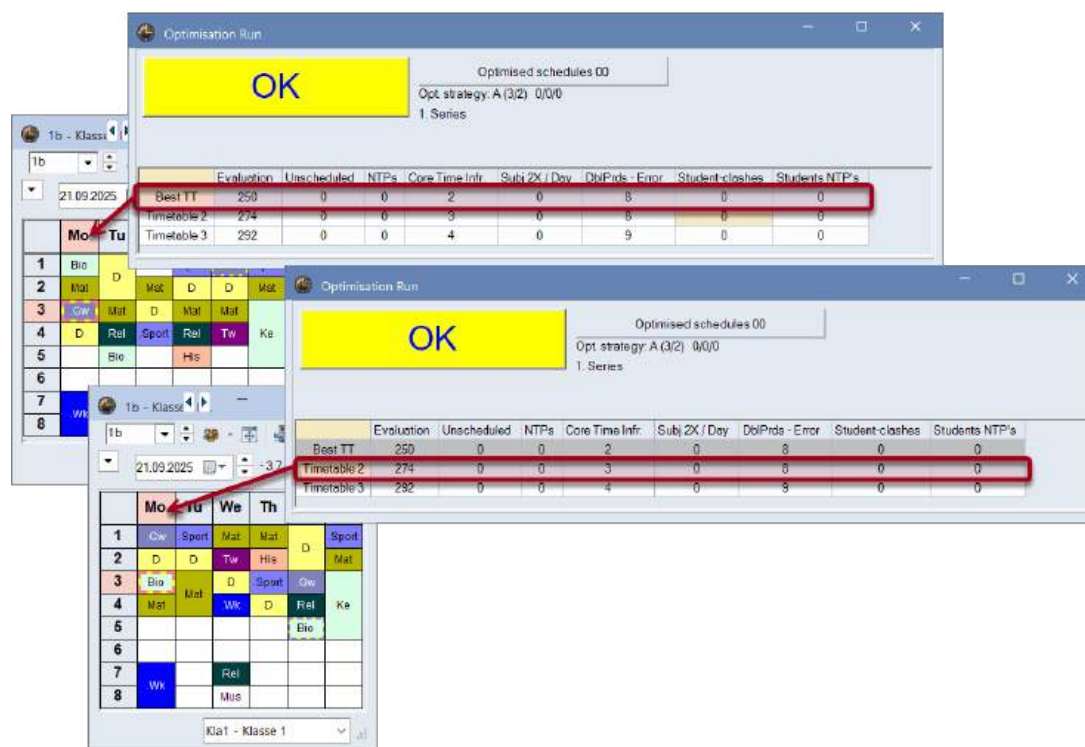 Optimisation Run
OK
Optimised schedules 00
Opt. strategy: A (3/2) 0/0/0
1. Series
Evaluation Unscheduled NTPs Core Time Infr. Subj 2X / Day DblPrds - Error Student-clashes Students NTP's
Best TT 250 0 0 2 0 8 0 0
Timetable 2 274 0 0 3 0 8 0 0
Timetable 3 292 0 0 4 0 9 0 0
1b - Klass
1b
21.09.2025
Mo Tu
1 Bio D
2 Mat Mat D D Mat
3 .Gw Mat D Mat Mat
4 D Rel .Sport Rel Tw Ke
5 Bio His
6
7 .Wk
8
Optimisation Run
OK
Optimised schedules 00
Opt. strategy: A (3/2) 0/0/0
1. Series
Evaluation Unscheduled NTPs Core Time Infr. Subj 2X / Day DblPrds - Error Student-clashes Students NTP's
Best TT 250 0 0 2 0 8 0 0
Timetable 2 274 0 0 3 0 8 0 0
Timetable 3 292 0 0 4 0 9 0 0
1b - Klass
1b
21.09.2025 - 3.7
Mo Tu We Th
1 .Gw .Sport Mat Mat D .Sport
2 D D Tw His Mat
3 Bio Mat D .Sport .Gw Ke
4 Mat .Wk D Rel
5 Bio
6
7 .Wk Rel
8 Mus
Kla1 - Klasse 1